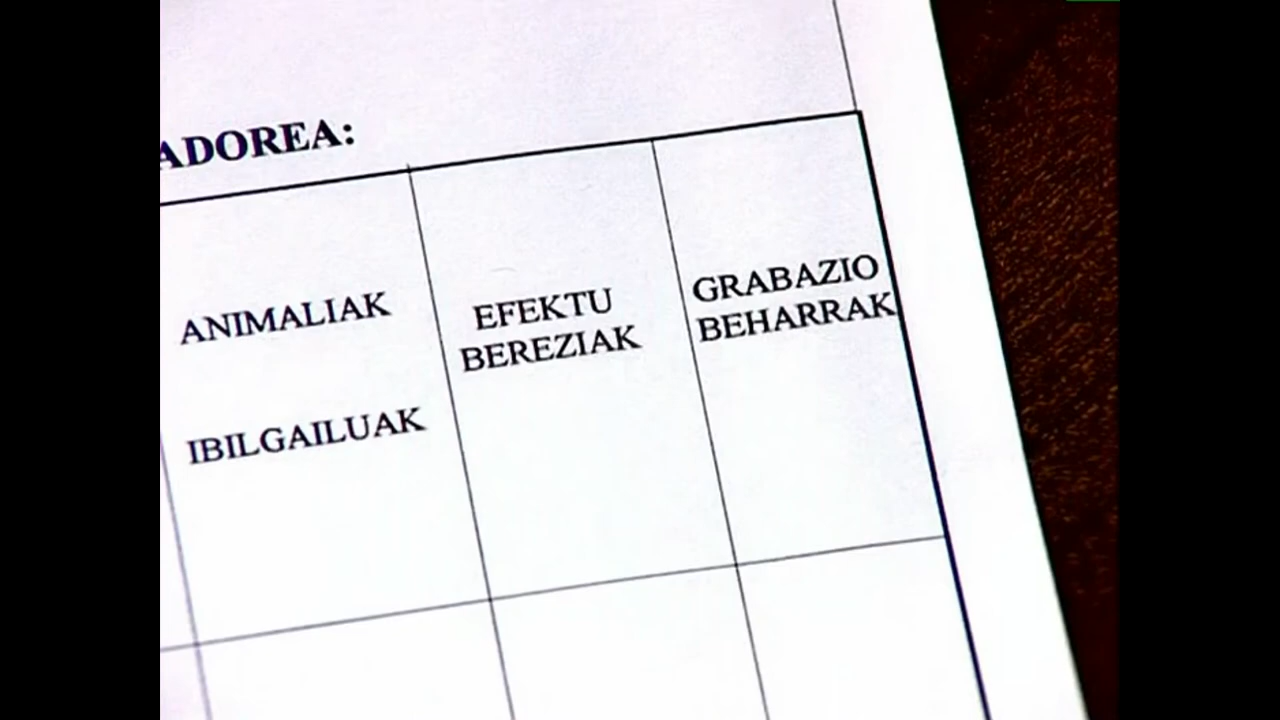 ADOREA:
ANIMALIAK
IBILGAILUAK
EFEKTU
BEREZIAK
GRABAZIO
BEHARRAK